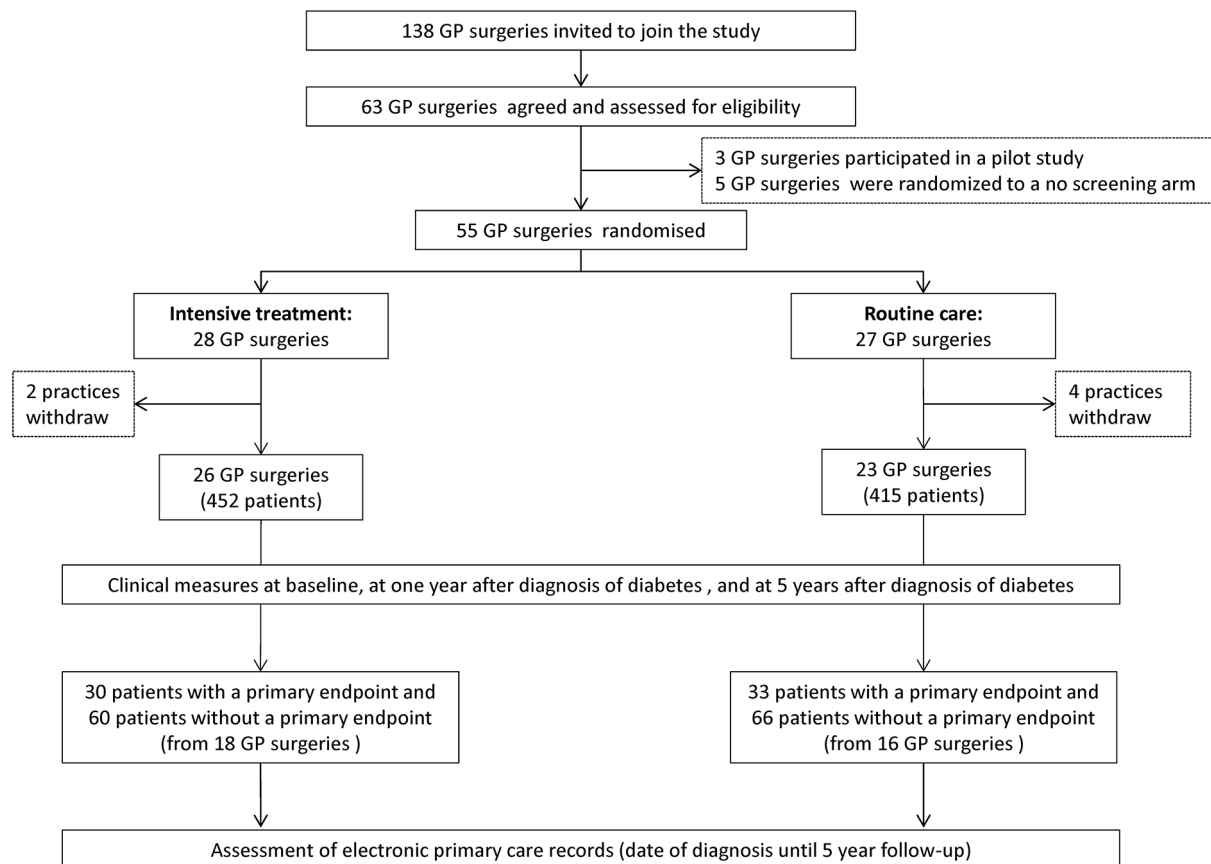 138 GP surgeries invited to join the study
63 GP surgeries agreed and assessed for eligibility
3 GP surgeries participated in a pilot study
5 GP surgeries were randomized to a no screening arm
55 GP surgeries randomised
Intensive treatment:
28 GP surgeries
Routine care:
27 GP surgeries
2 practices
withdraw
4 practices
withdraw
26 GP surgeries
(452 patients)
23 GP surgeries
(415 patients)
Clinical measures at baseline, at one year after diagnosis of diabetes , and at 5 years after diagnosis of diabetes
30 patients with a primary endpoint and
60 patients without a primary endpoint
(from 18 GP surgeries )
33 patients with a primary endpoint and
66 patients without a primary endpoint
(from 16 GP surgeries )
Assessment of electronic primary care records (date of diagnosis until 5 year follow-up)